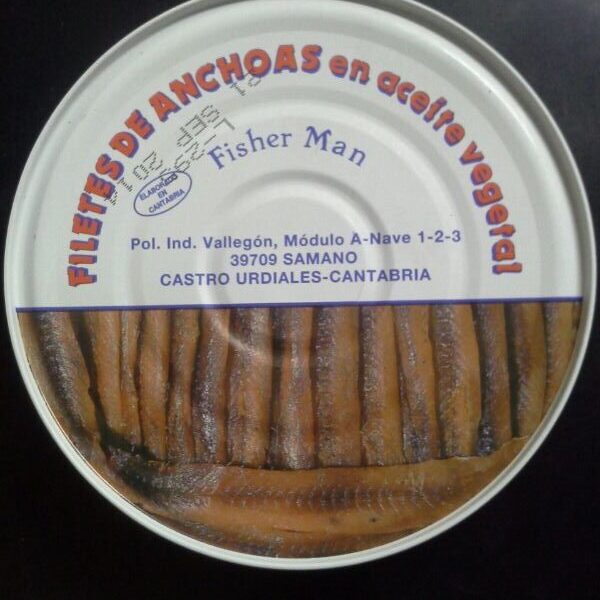 FILETES DE ANCHOAS en aceite vegetal
Fisher Man
ELABORADO
EN
CANTABRIA
Pol. Ind. Vallegón, Módulo A-Nave 1-2-3
39709 SAMANO
CASTRO URDIALES-CANTABRIA